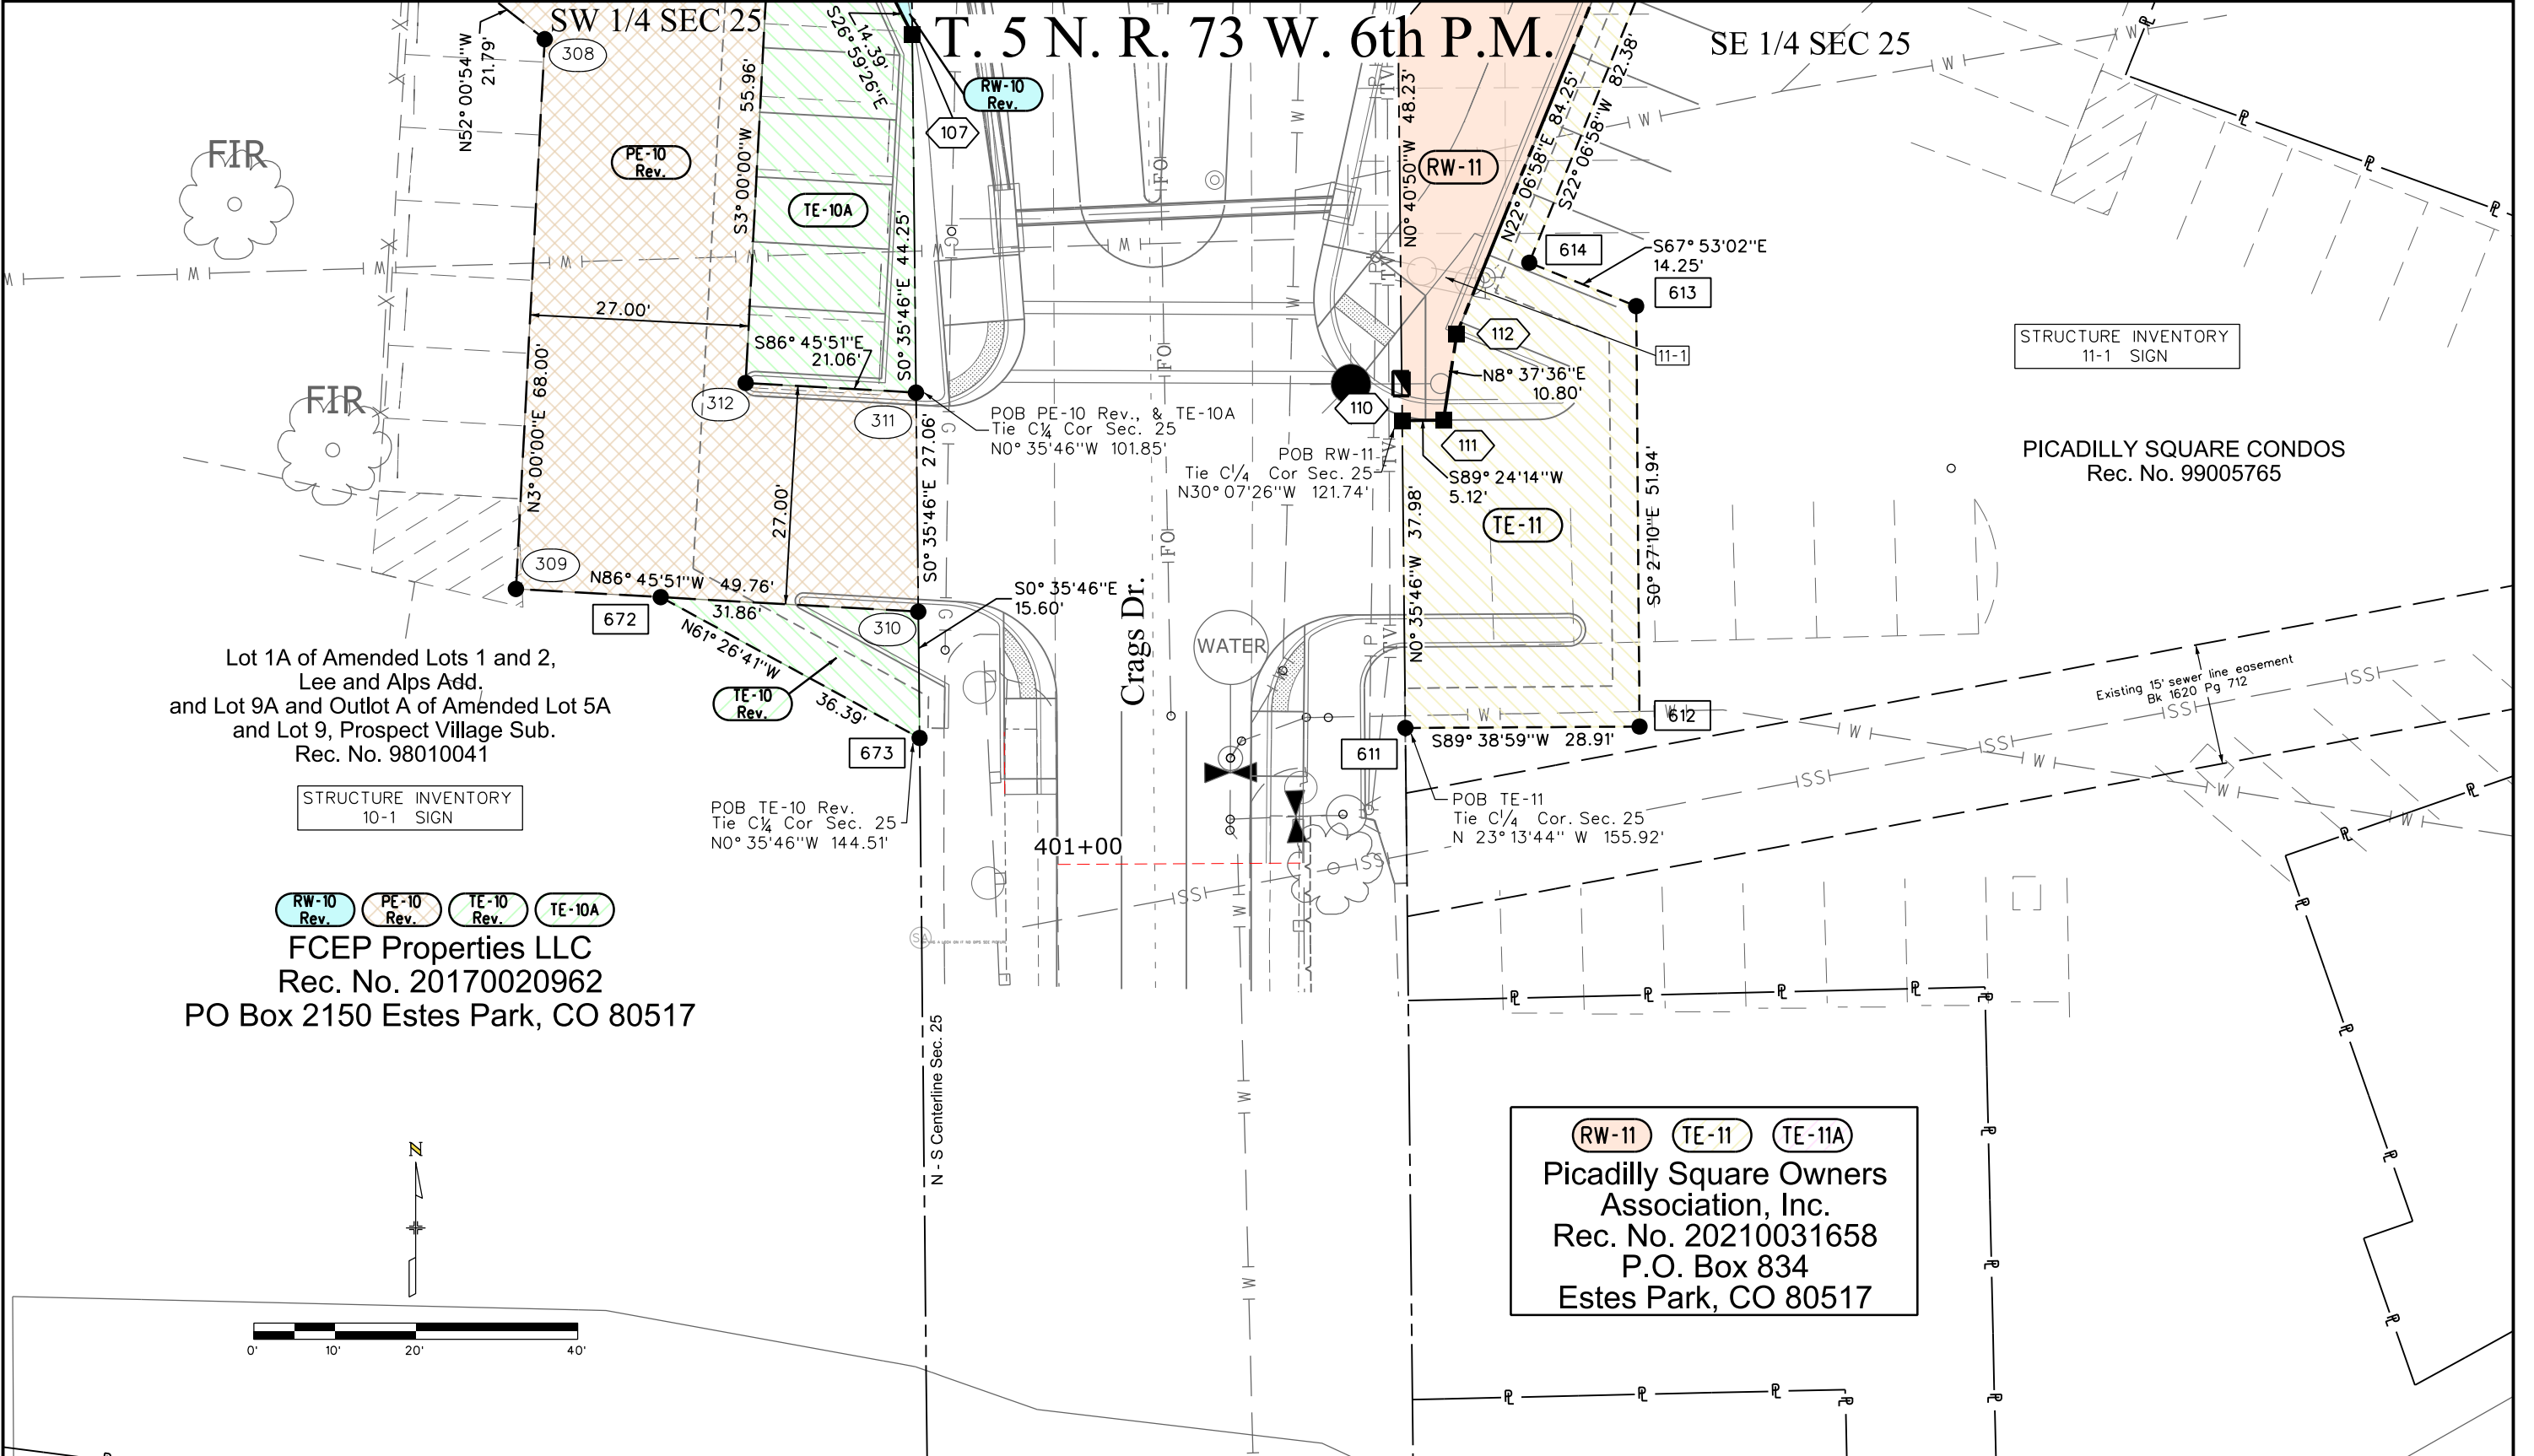 SW 1/4 SEC 25
T. 5 N. R. 73 W. 6th P.M.
SE 1/4 SEC 25
N52° 00'54"W
21.79'
308
S3° 00'00"W 55.96'
14.39'
S26° 59'26"E
RW-10
Rev.
107
N0° 40'50"W 48.23'
N22° 06'58"E 84.25'
S22° 06'58"W 82.38'
FIR
PE-10
Rev.
TE-10A
RW-11
FO
614
S67° 53'02"E
14.25'
613
27.00'
S0° 35'46"E 44.25'
S86° 45'51"E
21.06'
112
11-1
STRUCTURE INVENTORY
11-1 SIGN
N3° 00'00"E 68.00'
FIR
312
311
POB PE-10 Rev., & TE-10A
Tie C¼ Cor Sec. 25
N0° 35'46"W 101.85'
110
111
N8° 37'36"E
10.80'
POB RW-11
Tie C¼ Cor Sec. 25
N30° 07'26"W 121.74'
S89° 24'14"W
5.12'
PICADILLY SQUARE CONDOS
Rec. No. 99005765
27.00'
S0° 35'46"E 27.06'
FO
FO
N0° 35'46"W 37.98'
TE-11
S0° 27'10"E 51.94'
309
N86° 45'51"W 49.76'
31.86'
672
310
S0° 35'46"E
15.60'
N61° 26'41"W
36.39'
TE-10
Rev.
673
Crags Dr.
WATER
Lot 1A of Amended Lots 1 and 2,
Lee and Alps Add.
and Lot 9A and Outlot A of Amended Lot 5A
and Lot 9, Prospect Village Sub.
Rec. No. 98010041
STRUCTURE INVENTORY
10-1 SIGN
Existing 15' sewer line easement
Bk 1620 Pg 712
612
S89° 38'59"W 28.91'
611
POB TE-10 Rev.
Tie C¼ Cor Sec. 25
N0° 35'46"W 144.51'
POB TE-11
Tie C¼ Cor. Sec. 25
N 23° 13'44" W 155.92'
401+00
RW-10
Rev.
PE-10
Rev.
TE-10
Rev.
TE-10A
FCEP Properties LLC
Rec. No. 20170020962
PO Box 2150 Estes Park, CO 80517
SA
N - S Centerline Sec. 25
N
0' 10' 20' 40'
RW-11 TE-11 TE-11A
Picadilly Square Owners
Association, Inc.
Rec. No. 20210031658
P.O. Box 834
Estes Park, CO 80517